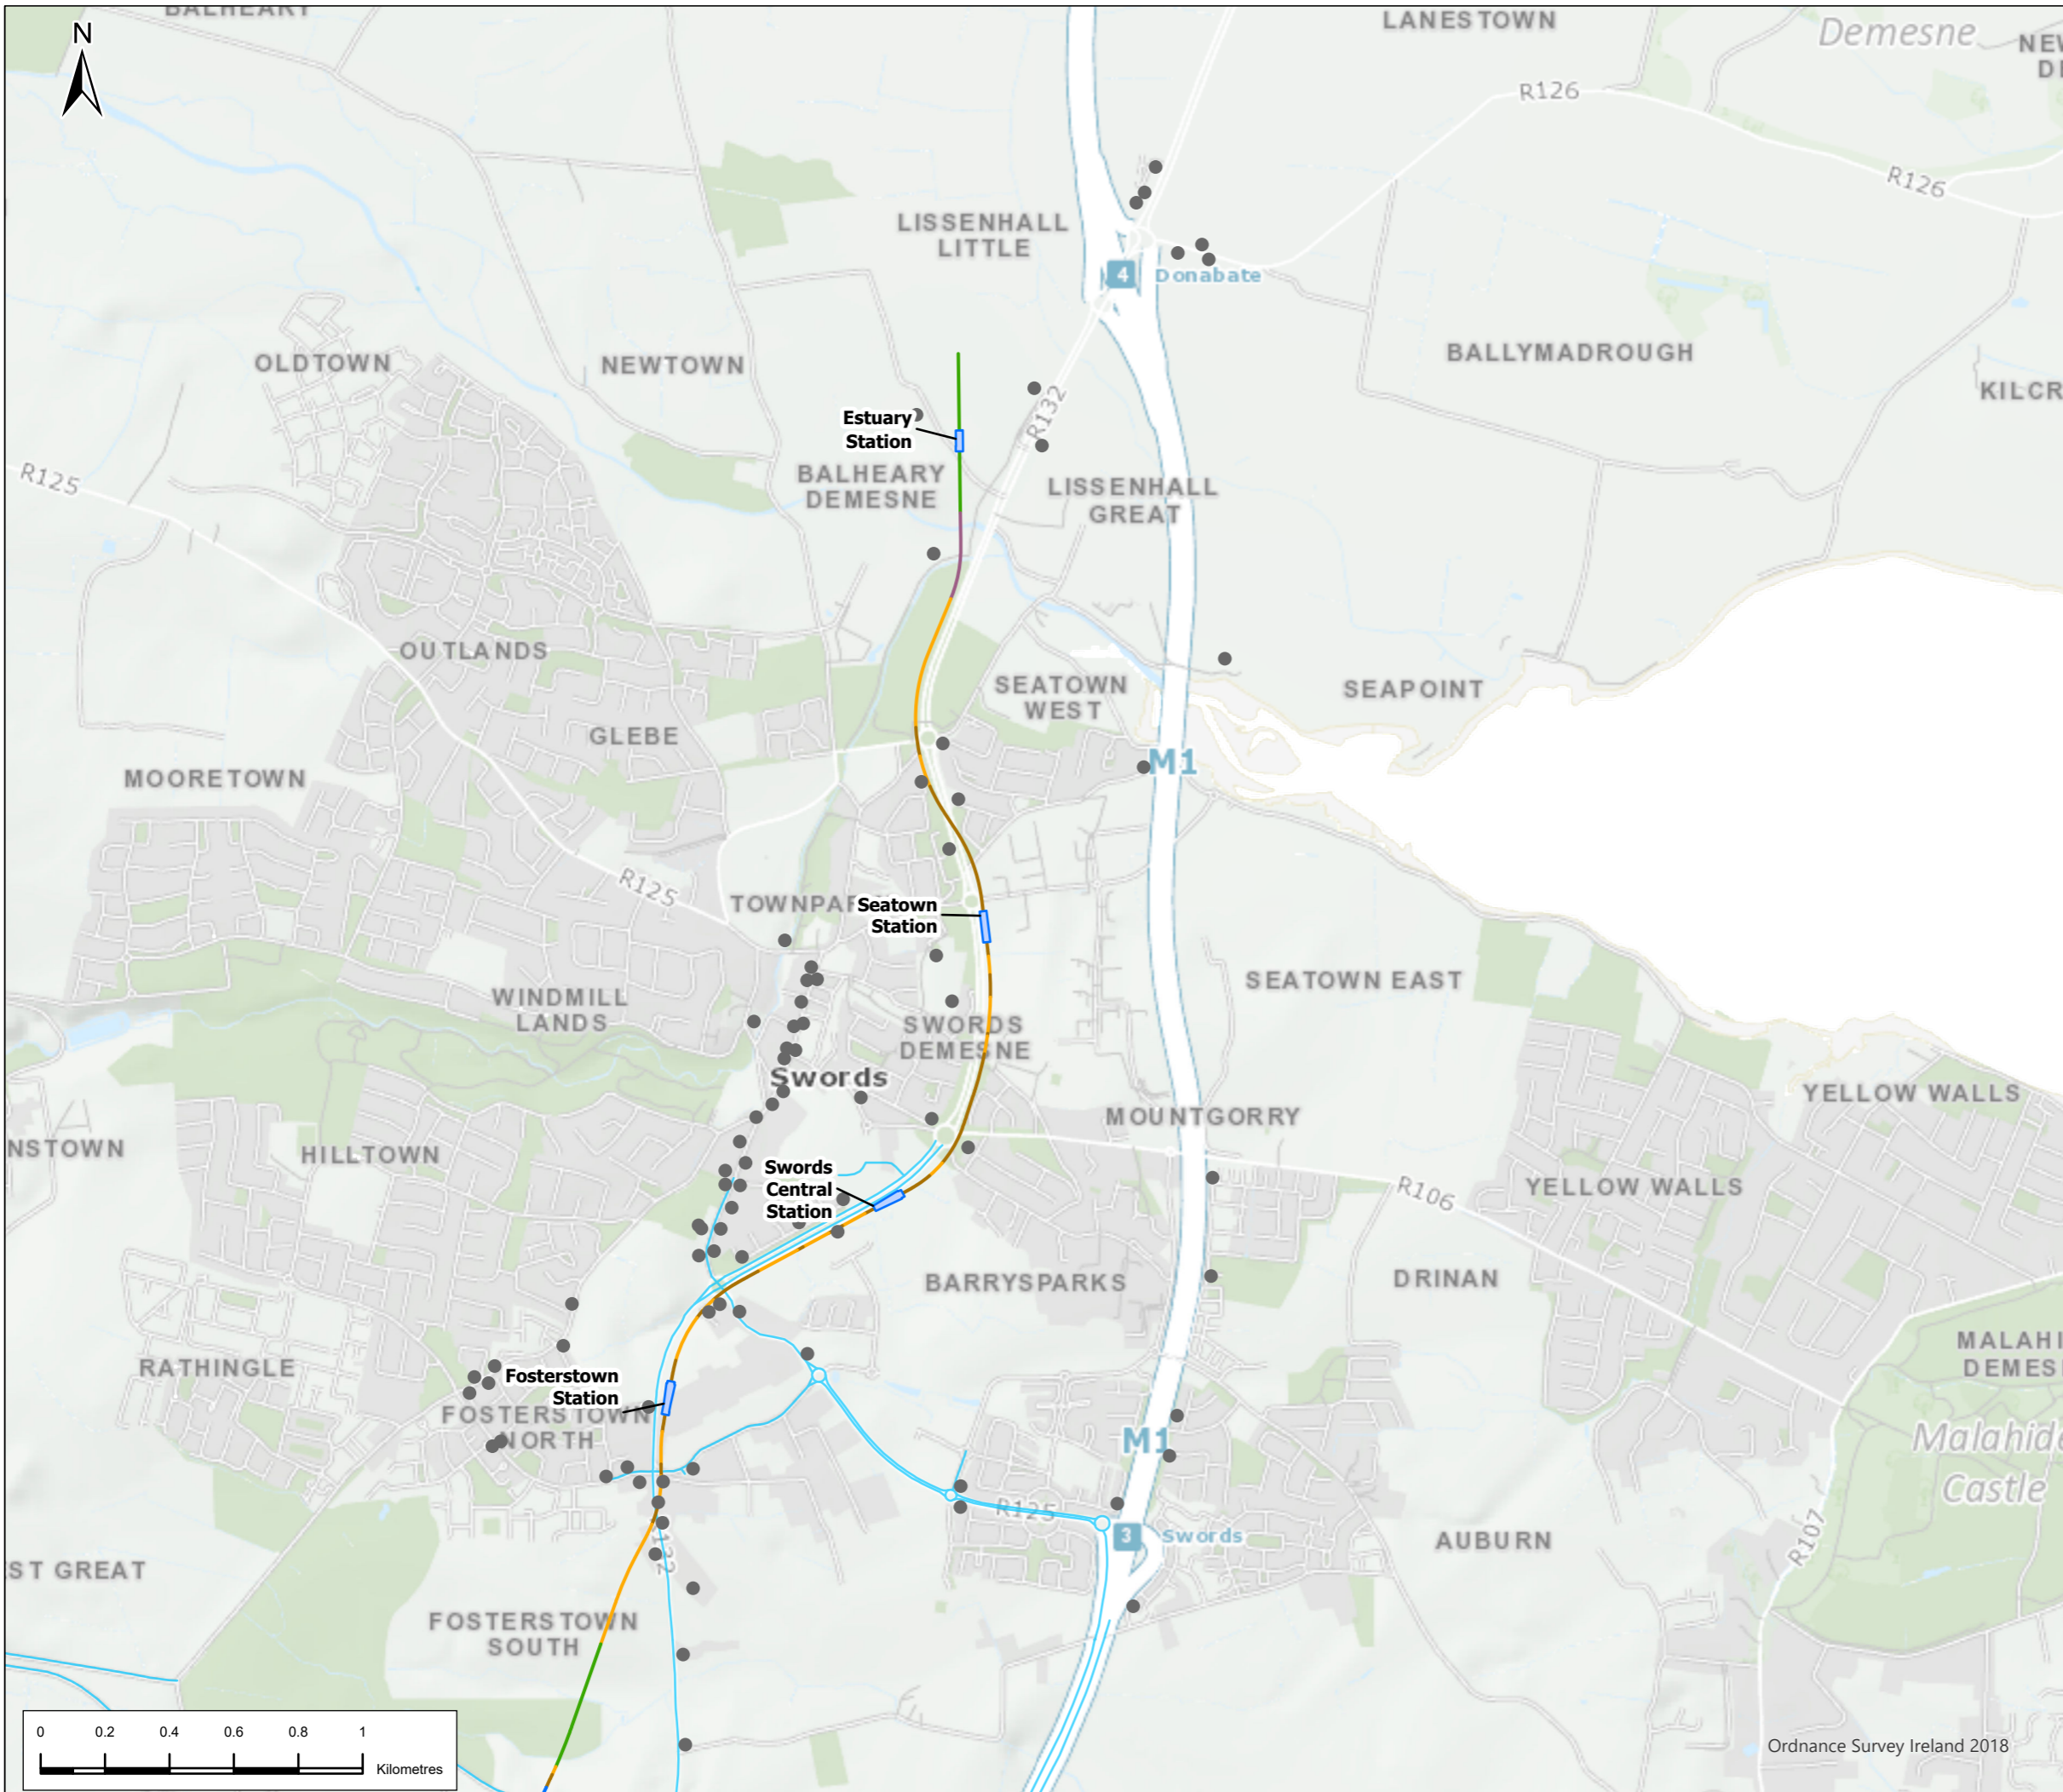 BALHEARY
LANESTOWN
Demesne
N
R126
R126
LISSENHALL
LITTLE
4 Donabate
OLDTOWN
NEWTOWN
BALLYMADROUGH
Estuary
Station
R132
R125
BALHEARY
DEMESNE
LISSENHALL
GREAT
OUTLANDS
SEATOWN
WEST
SEAPOINT
GLEBE
M1
MOORETOWN
R125
Seatown
Station
SEATOWN EAST
WINDMILL
LANDS
SWORDS
DEMESNE
Swords
YELLOW WALLS
MOUNTGORRY
HILLTOWN
Swords
Central
Station
R106
YELLOW WALLS
BARRYSPARKS
DRINAN
RATHINGLE
Fosterstown
Station
FOSTERSTOWN
NORTH
M1
Malahide
Castle
R125
3 Swords
AUBURN
R107
ST GREAT
FOSTERSTOWN
SOUTH
0 0.2 0.4 0.6 0.8 1
Kilometres
Ordnance Survey Ireland 2018